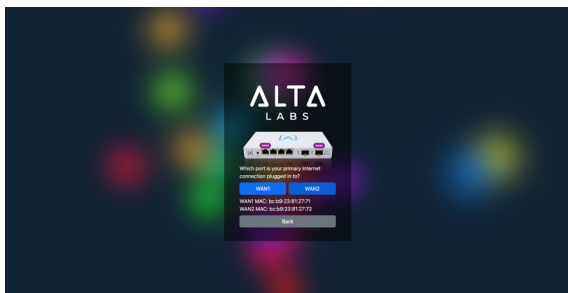 ALTA
LABS
Which port is your primary Internet
connection plugged in to?
WAN1 WAN2
WAN1 MAC: bc:b9:23:81:27:71
WAN2 MAC: bc:b9:23:81:27:72
Back